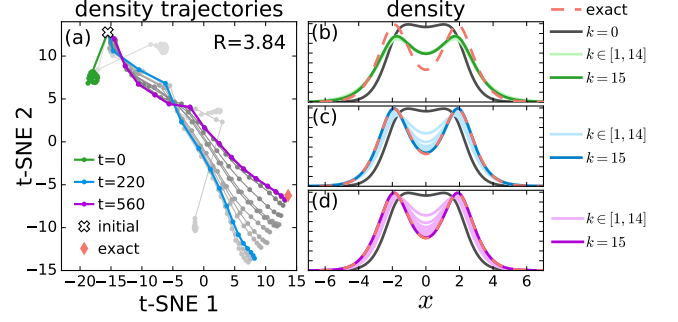 density trajectories
(a)
R=3.84
t-SNE 2
10
5
0
−5
−10
−15
t=0
t=220
t=560
initial
exact
−20 −15 −10 −5 0 5 10 15
t-SNE 1
density
(b)
(c)
(d)
−6 −4 −2 0 2 4 6
x
exact
k=0
k∈[1, 14]
k=15
k∈[1, 14]
k=15
k∈[1, 14]
k=15